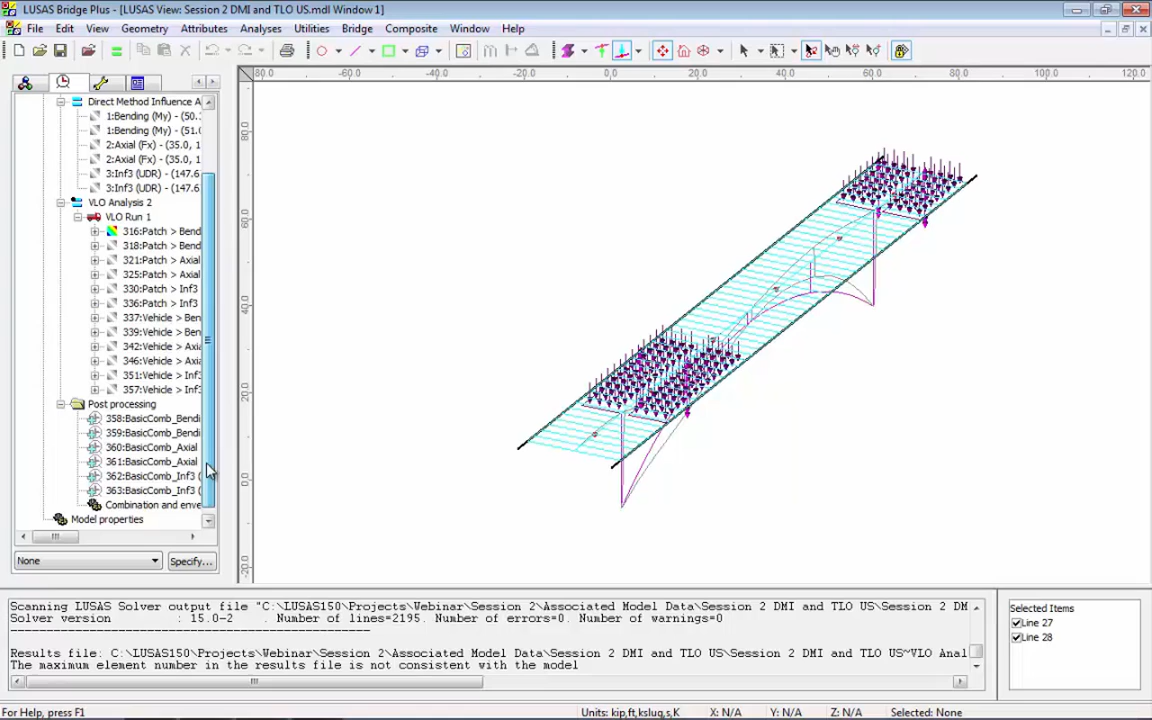 LUSAS Bridge Plus - [LUSAS View: Session 2 DMI and TLO US.mdl Window 1]
File Edit View Geometry Attributes Analyses Utilities Bridge Composite Window Help
80.0 -60.0 -40.0 -20.0 0.0 20.0 40.0 60.0 80.0 100.0 120.0
80.0
60.0
40.0
20.0
0.0
-20.0
Direct Method Influence A
1:Bending (My) - (50.
1:Bending (My) - (51.0
2:Axial (Fx) - (35.0, 1
2:Axial (Fx) - (35.0, 1
3:Inf3 (UDR) - (147.6
3:Inf3 (UDR) - (147.6
VLO Analysis 2
VLO Run 1
316:Patch > Bend
318:Patch > Bend
321:Patch > Axial
325:Patch > Axial
330:Patch > Inf3
336:Patch > Inf3
337:Vehicle > Ben
339:Vehicle > Ben
342:Vehicle > Axia
346:Vehicle > Axia
351:Vehicle > Inf3
357:Vehicle > Inf3
Post processing
358:BasicComb_Bendi
359:BasicComb_Bendi
360:BasicComb_Axial
361:BasicComb_Axial
362:BasicComb_Inf3 (
363:BasicComb_Inf3 (
Combination and enve
Model properties
None Specify...
Scanning LUSAS Solver output file "C:\LUSAS150\Projects\Webinar\Session 2\Associated Model Data\Session 2 DMI and TLO US\Session 2 DM
Solver version : 15.0-2 . Number of lines=2195. Number of errors=0. Number of warnings=0
Results file: C:\LUSAS150\Projects\Webinar\Session 2\Associated Model Data\Session 2 DMI and TLO US\Session 2 DMI and TLO US~VLO Anal
The maximum element number in the results file is not consistent with the model
Selected Items
Line 27
Line 28
For Help, press F1 Units: kip,ft,kslug,s,K X: N/A Y: N/A Z: N/A Selected: None